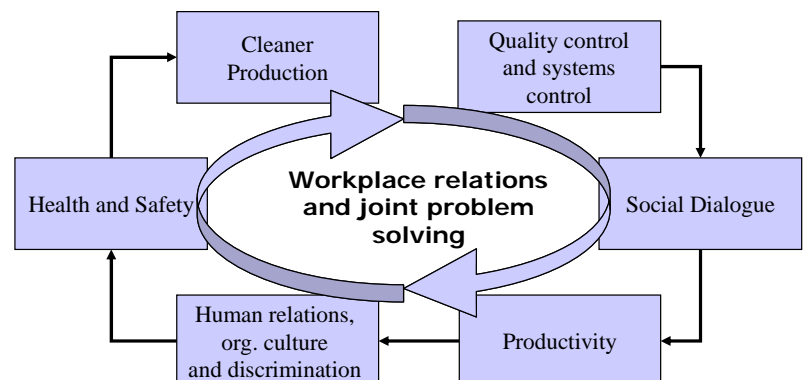 Cleaner
Production
Quality control
and systems
control
Health and Safety
Workplace relations
and joint problem
solving
Social Dialogue
Human relations,
org. culture
and discrimination
Productivity